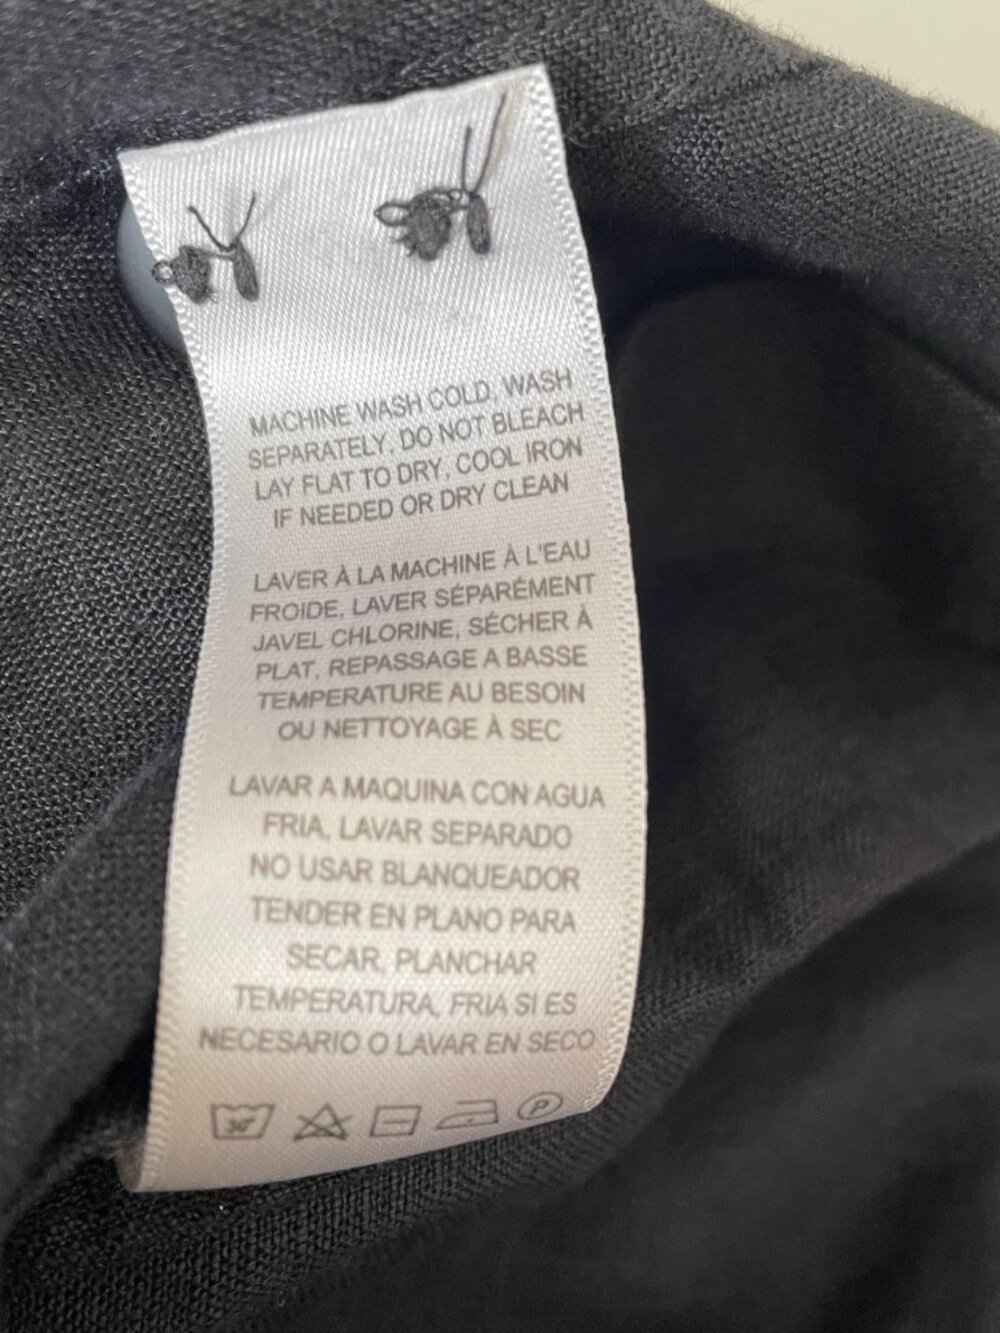 MACHINE WASH COLD, WASH
SEPARATELY, DO NOT BLEACH
LAY FLAT TO DRY, COOL IRON
IF NEEDED OR DRY CLEAN
LAVER À LA MACHINE À L'EAU
FROIDE, LAVER SÉPARÉMENT
JAVEL CHLORINE, SÉCHER À
PLAT, REPASSAGE A BASSE
TEMPERATURE AU BESOIN
OU NETTOYAGE À SEC
LAVAR A MAQUINA CON AGUA
FRIA, LAVAR SEPARADO
NO USAR BLANQUEADOR
TENDER EN PLANO PARA
SECAR, PLANCHAR
TEMPERATURA, FRIA SI ES
NECESARIO O LAVAR EN SECO
30° P